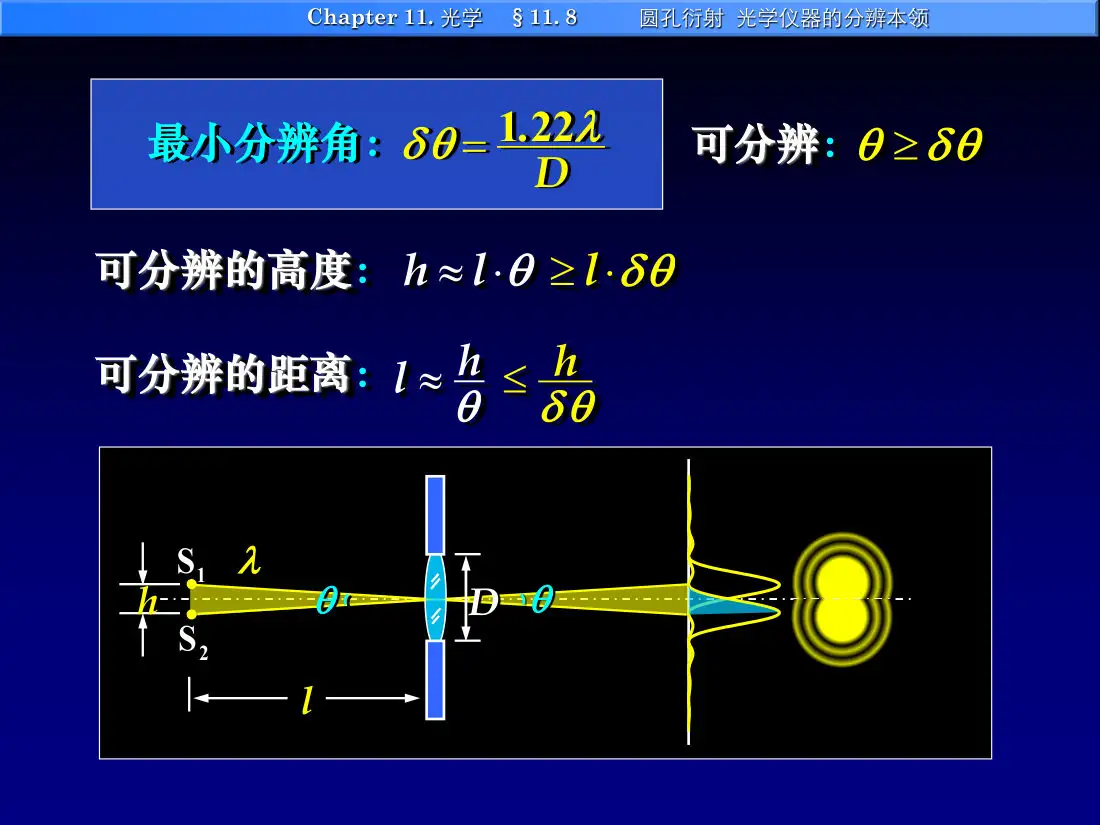 Chapter 11. 光学 §11. 8 圆孔衍射 光学仪器的分辨本领
最小分辨角: δθ = 1.22λ / D
可分辨: θ ≥ δθ
可分辨的高度: h ≈ l · θ ≥ l · δθ
可分辨的距离: l ≈ h / θ ≤ h / δθ
S1
λ
h
θ
D
θ
S2
l